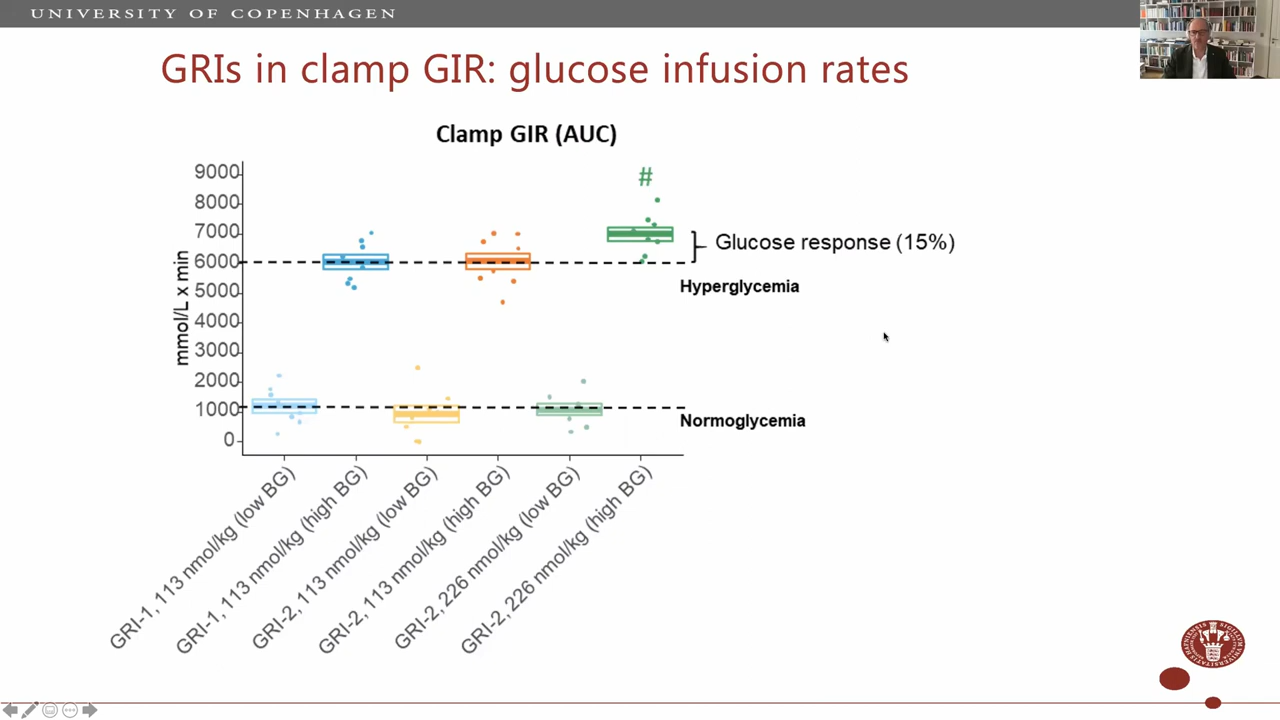 UNIVERSITY OF COPENHAGEN
GRIs in clamp GIR: glucose infusion rates
Clamp GIR (AUC)
mmol/L x min
9000
8000
7000
6000
5000
4000
3000
2000
1000
0
#
Glucose response (15%)
Hyperglycemia
Normoglycemia
GRI-1, 113 nmol/kg (low BG)
GRI-1, 113 nmol/kg (high BG)
GRI-2, 113 nmol/kg (low BG)
GRI-2, 113 nmol/kg (high BG)
GRI-2, 226 nmol/kg (low BG)
GRI-2, 226 nmol/kg (high BG)